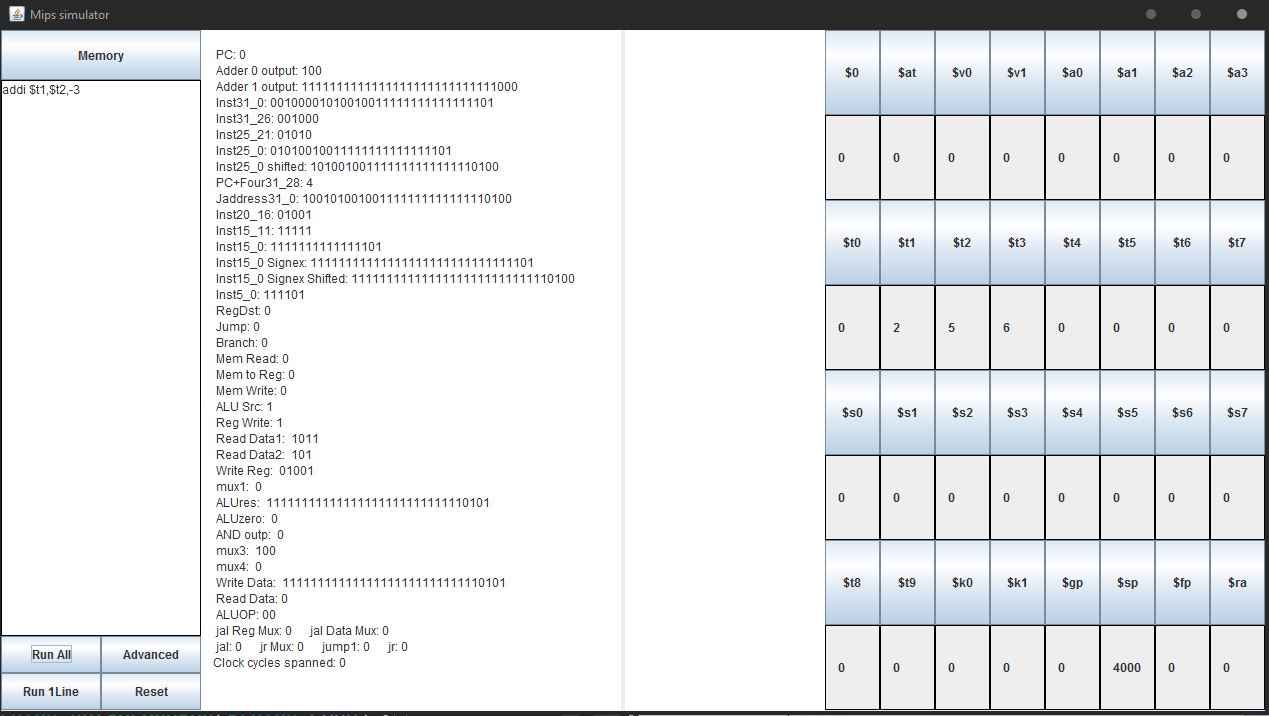 Mips simulator
Memory
addi $t1,$t2,-3
PC: 0
Adder 0 output: 100
Adder 1 output: 1111111111111111111111111111000
Inst31_0: 00100001010010011111111111111101
Inst31_26: 001000
Inst25_21: 01010
Inst25_0: 01010010011111111111111101
Inst25_0 shifted: 101001001111111111111110100
PC+Four31_28: 4
Jaddress31_0: 100101001001111111111111110100
Inst20_16: 01001
Inst15_11: 11111
Inst15_0: 1111111111111101
Inst15_0 Signex: 11111111111111111111111111111101
Inst15_0 Signex Shifted: 11111111111111111111111111110100
Inst5_0: 111101
RegDst: 0
Jump: 0
Branch: 0
Mem Read: 0
Mem to Reg: 0
Mem Write: 0
ALU Src: 1
Reg Write: 1
Read Data1: 1011
Read Data2: 101
Write Reg: 01001
mux1: 0
ALUres: 11111111111111111111111111110101
ALUzero: 0
AND outp: 0
mux3: 100
mux4: 0
Write Data: 11111111111111111111111111110101
Read Data: 0
ALUOP: 00
jal Reg Mux: 0 jal Data Mux: 0
jal: 0 jr Mux: 0 jump1: 0 jr: 0
Clock cycles spanned: 0
Run All Advanced
Run 1Line Reset
$0 $at $v0 $v1 $a0 $a1 $a2 $a3
0 0 0 0 0 0 0 0
$t0 $t1 $t2 $t3 $t4 $t5 $t6 $t7
0 2 5 6 0 0 0 0
$s0 $s1 $s2 $s3 $s4 $s5 $s6 $s7
0 0 0 0 0 0 0 0
$t8 $t9 $k0 $k1 $gp $sp $fp $ra
0 0 0 0 0 4000 0 0